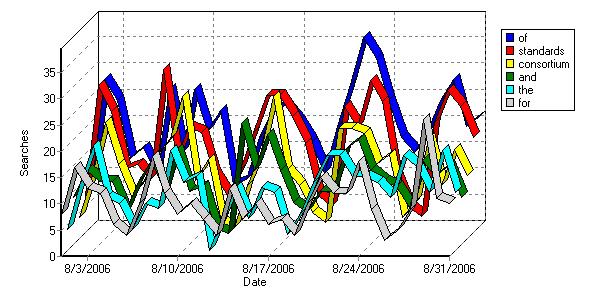 of
standards
consortium
and
the
for
Searches
35
30
25
20
15
10
5
0
8/3/2006 8/10/2006 8/17/2006 8/24/2006 8/31/2006
Date